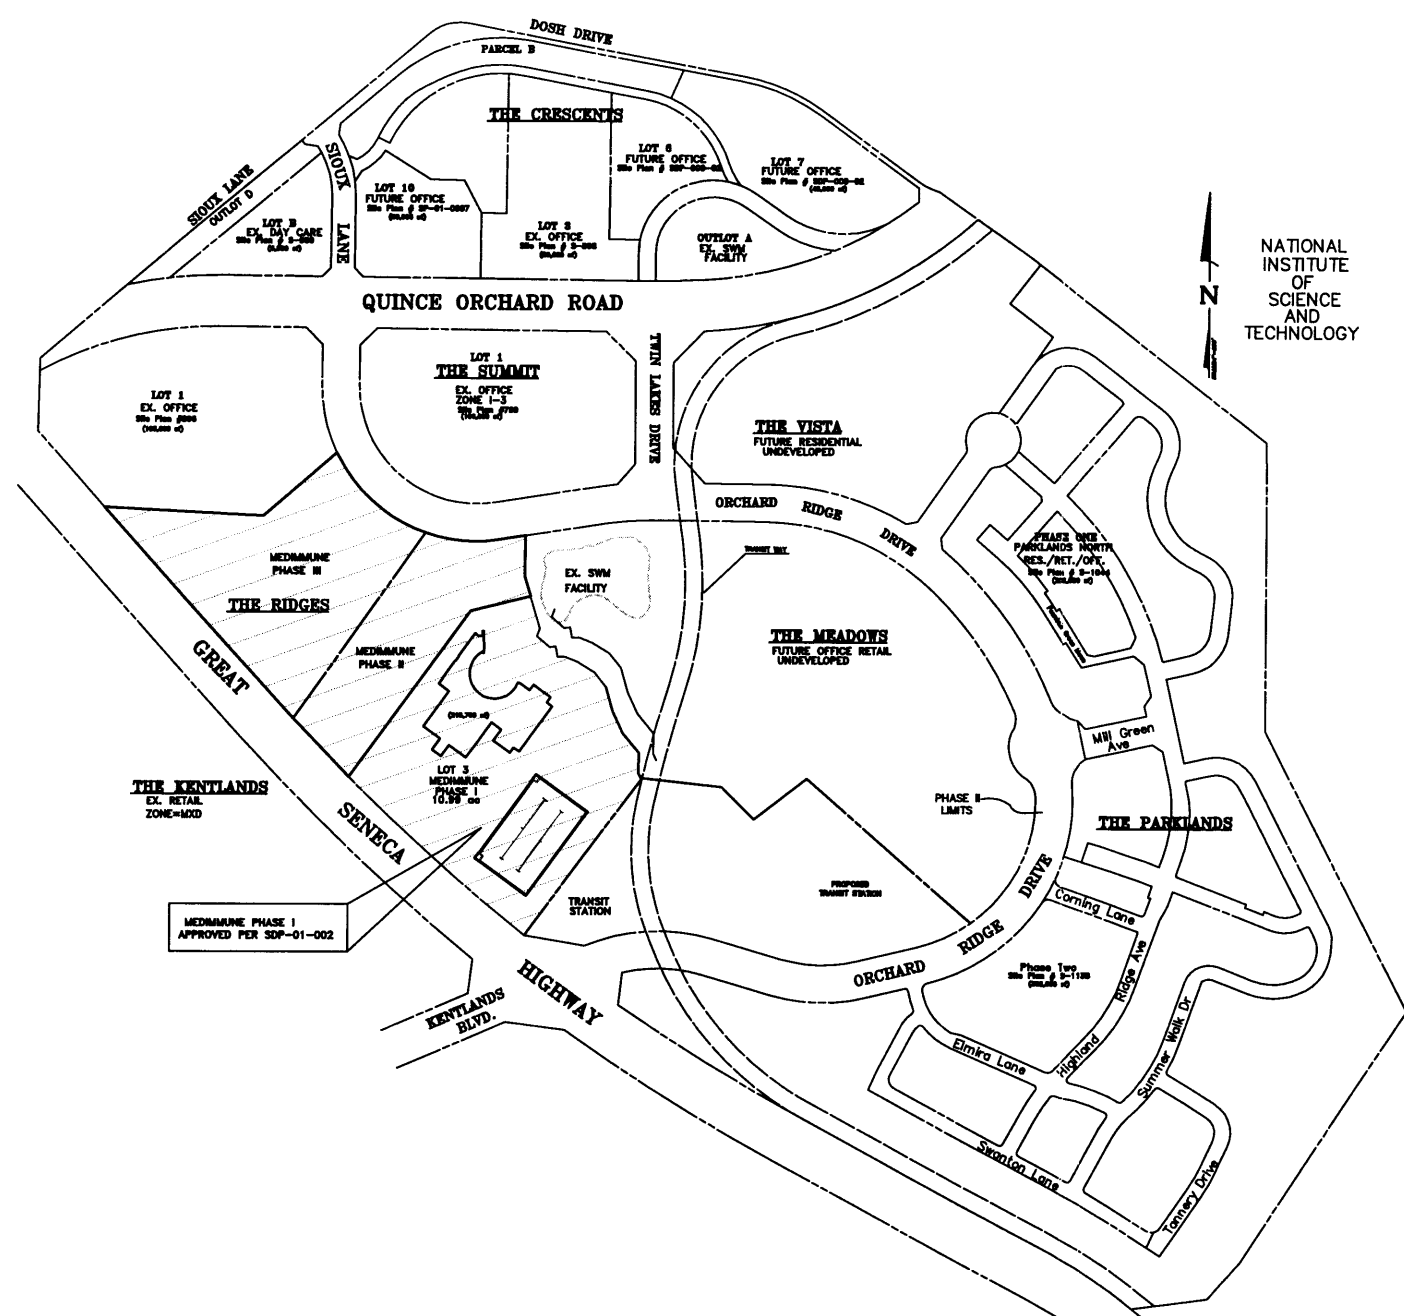 DOSH DRIVE
PARCEL B
THE CRESCENTS
SIOUX LANE
OUTLOT D
SIOUX LANE
LOT 10
FUTURE OFFICE
LOT 6
FUTURE OFFICE
LOT 7
FUTURE OFFICE
EX. DAY CARE
EX. OFFICE
OUTLOT A
EX. SWM
FACILITY
NATIONAL
INSTITUTE
OF
SCIENCE
AND
TECHNOLOGY
N
QUINCE ORCHARD ROAD
TWIN LAKES DRIVE
LOT 1
THE SUMMIT
EX. OFFICE
ZONE I-3
LOT 1
EX. OFFICE
THE VISTA
FUTURE RESIDENTIAL
UNDEVELOPED
ORCHARD RIDGE DRIVE
TRANSIT WAY
PHASE ONE
PARKLANDS NORTH
RES./RET./OFF.
MEDIMMUNE
PHASE III
THE RIDGES
EX. SWM
FACILITY
MEDIMMUNE
PHASE II
THE MEADOWS
FUTURE OFFICE RETAIL
UNDEVELOPED
GREAT SENECA HIGHWAY
LOT 3
MEDIMMUNE
PHASE I
10.99 ac
Mill Green
Ave
THE KENTLANDS
EX. RETAIL
ZONE=MXD
PHASE II
LIMITS
THE PARKLANDS
PROPOSED
TRANSIT STATION
TRANSIT
STATION
MEDIMMUNE PHASE I
APPROVED PER SDP-01-002
Corning Lane
ORCHARD RIDGE DRIVE
Phase Two
Highland Ridge Ave
KENTLANDS
BLVD.
Elmira Lane
Summer Walk Dr
Swanton Lane
Tannery Drive